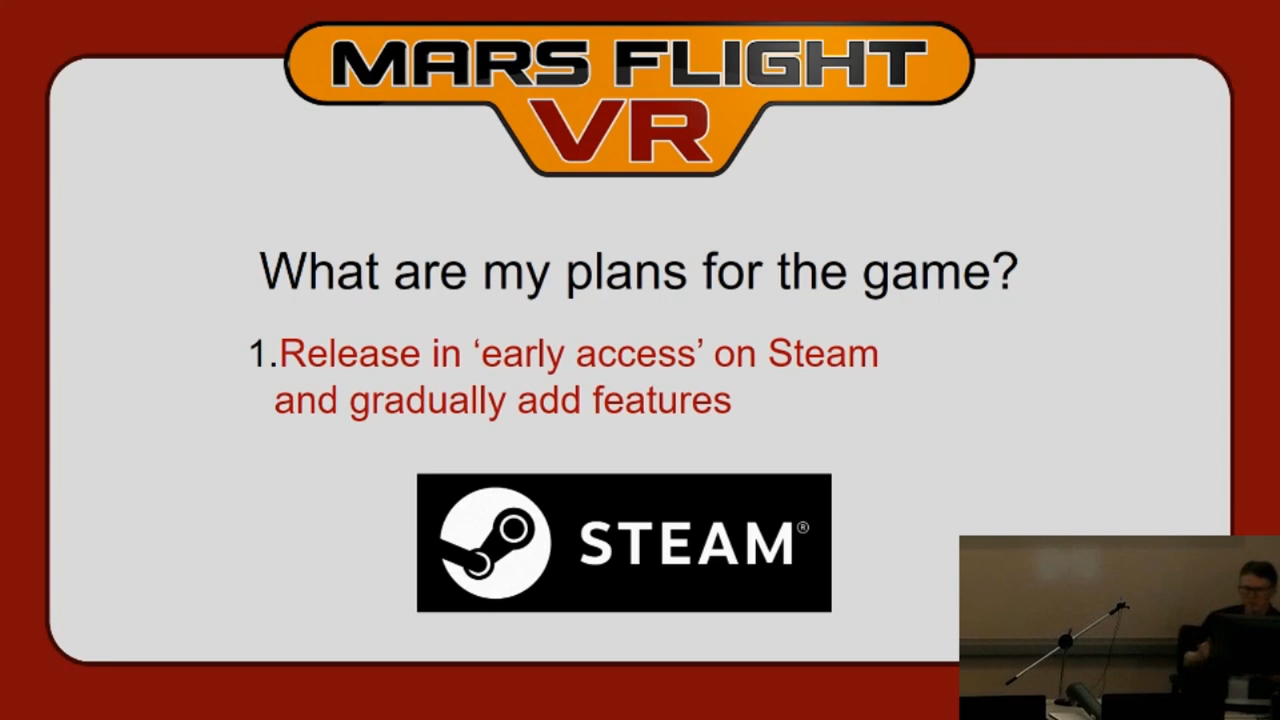 MARS FLIGHT
VR
What are my plans for the game?
1.Release in ‘early access’ on Steam
and gradually add features
STEAM®